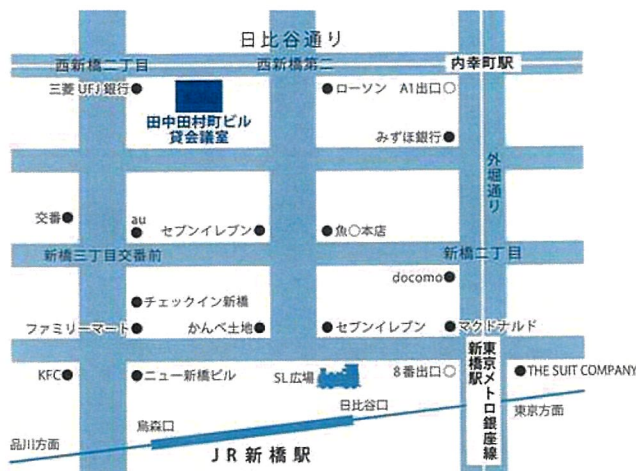 日比谷通り
西新橋二丁目
西新橋第二
内幸町駅
三菱UFJ銀行
ローソン
A1出口
田中田村町ビル
貸会議室
みずほ銀行
外堀通り
交番
au
セブンイレブン
魚○本店
新橋三丁目交番前
新橋二丁目
docomo
チェックイン新橋
ファミリーマート
かんべ土地
セブンイレブン
マクドナルド
KFC
ニュー新橋ビル
SL広場
8番出口
東京メトロ銀座線
新橋駅
THE SUIT COMPANY
烏森口
日比谷口
東京方面
品川方面
JR新橋駅